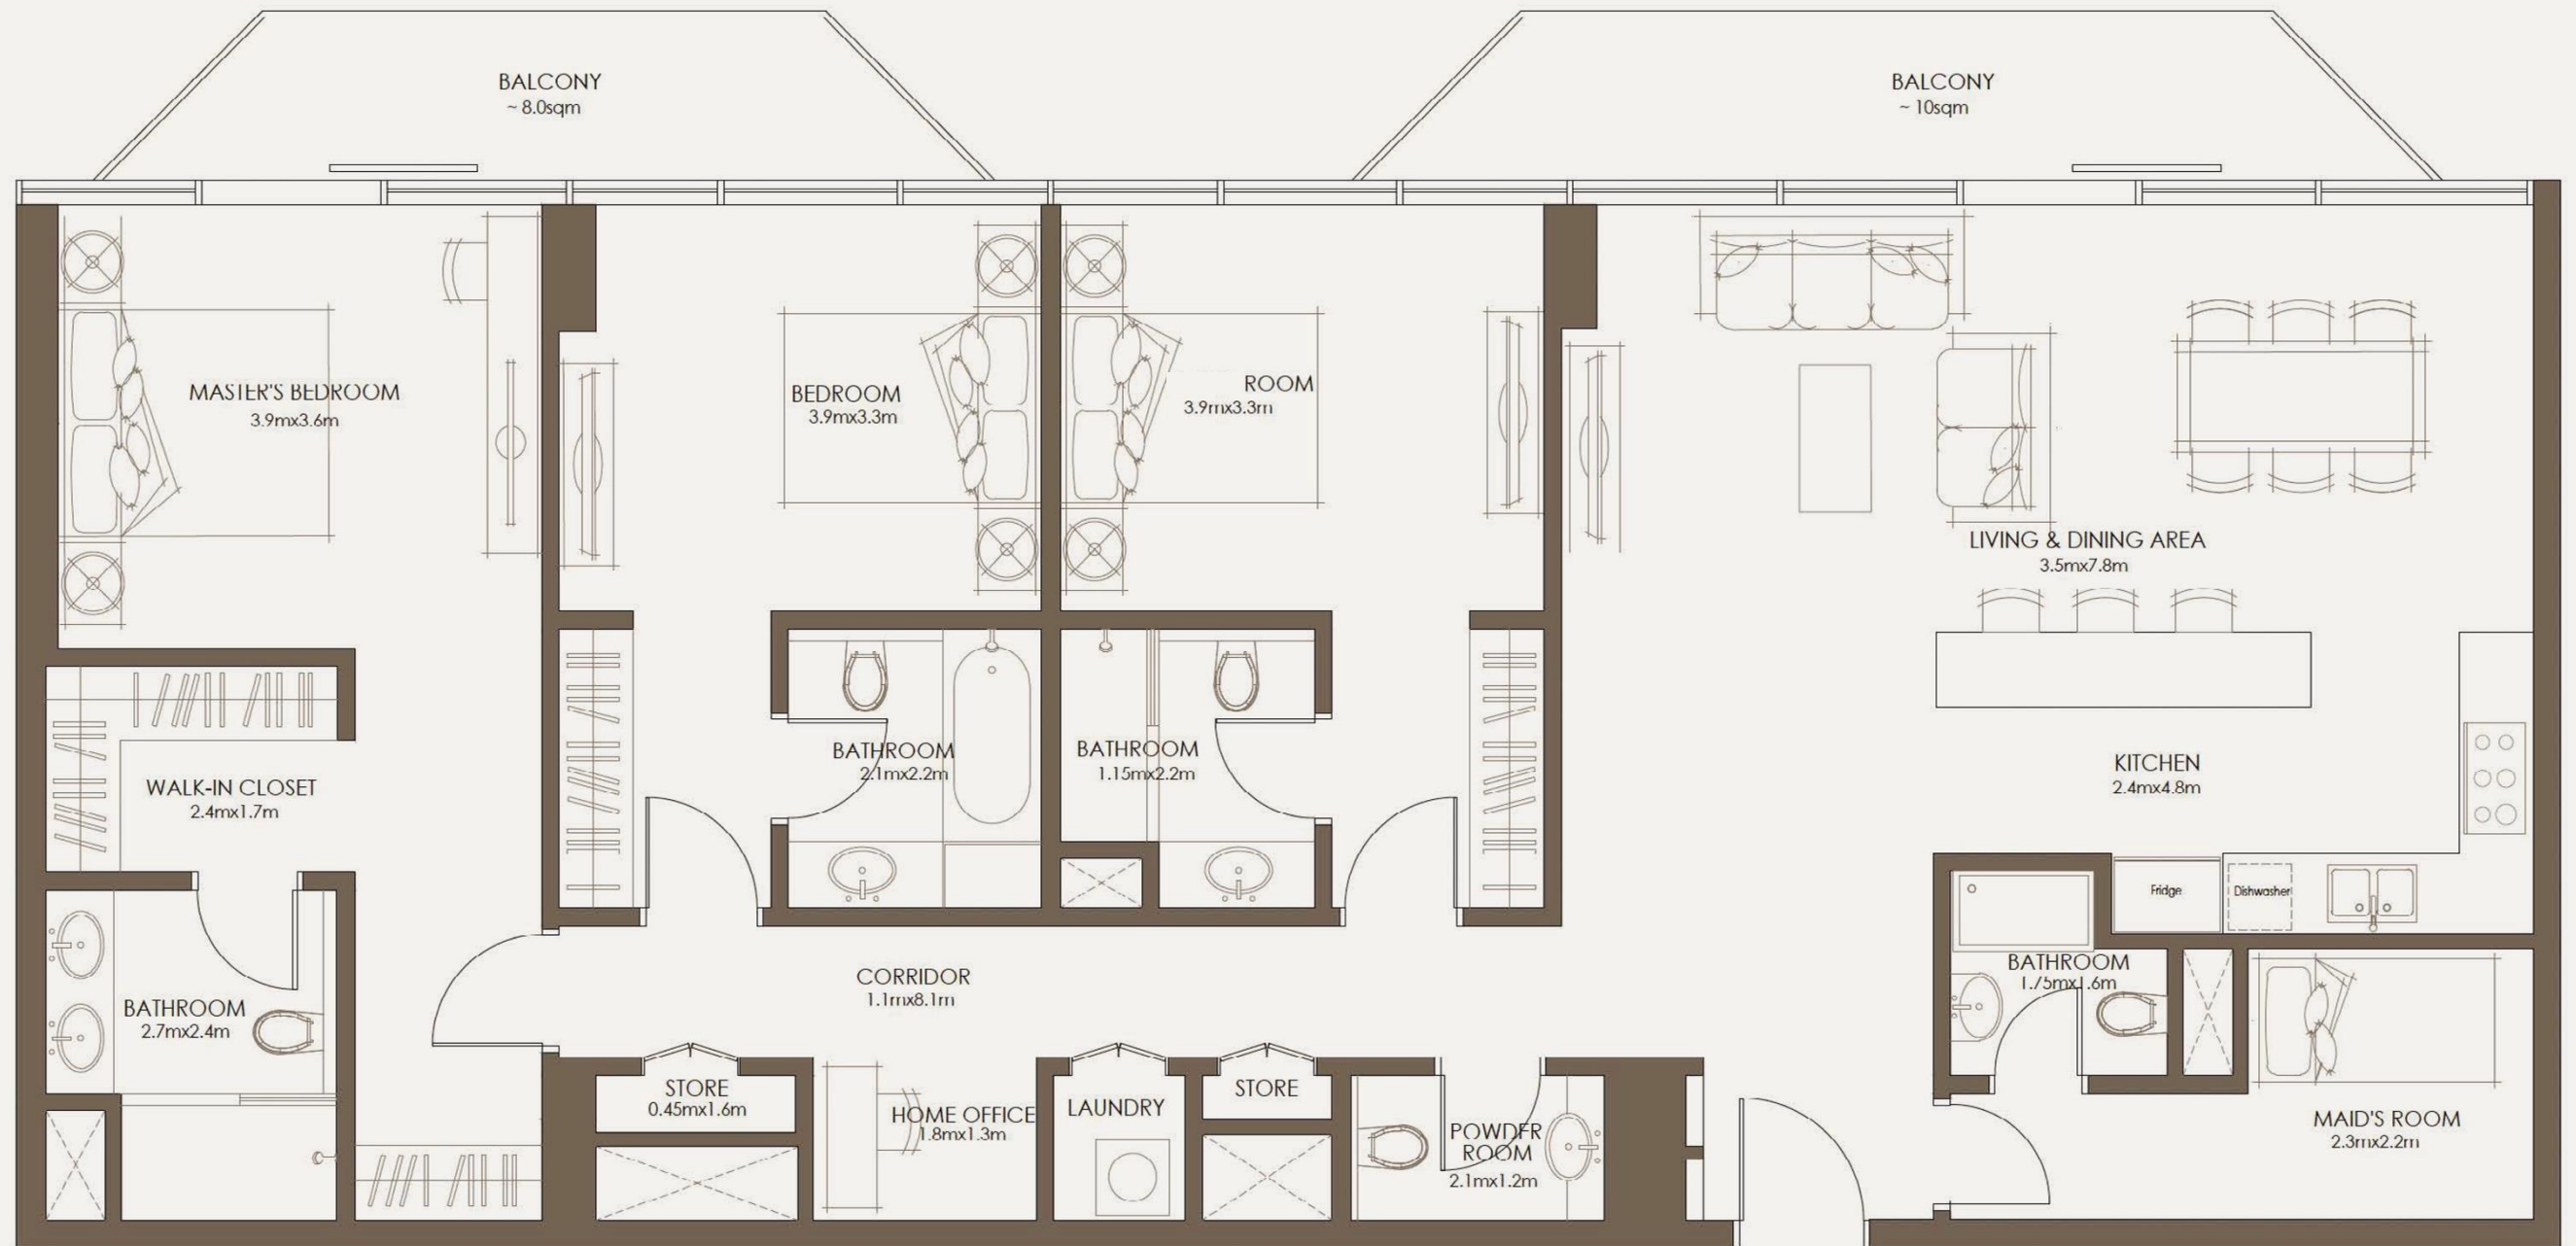 BALCONY
~ 8.0sqm
BALCONY
~ 10sqm
MASTER'S BEDROOM
3.9mx3.6m
BEDROOM
3.9mx3.3m
ROOM
3.9mx3.3m
LIVING & DINING AREA
3.5mx7.8m
WALK-IN CLOSET
2.4mx1.7m
BATHROOM
2.1mx2.2m
BATHROOM
1.15mx2.2m
KITCHEN
2.4mx4.8m
Fridge
Dishwasher
BATHROOM
2.7mx2.4m
CORRIDOR
1.1mx8.1m
BATHROOM
1.75mx1.6m
STORE
0.45mx1.6m
HOME OFFICE
1.8mx1.3m
LAUNDRY
STORE
POWDER
ROOM
2.1mx1.2m
MAID'S ROOM
2.3mx2.2m